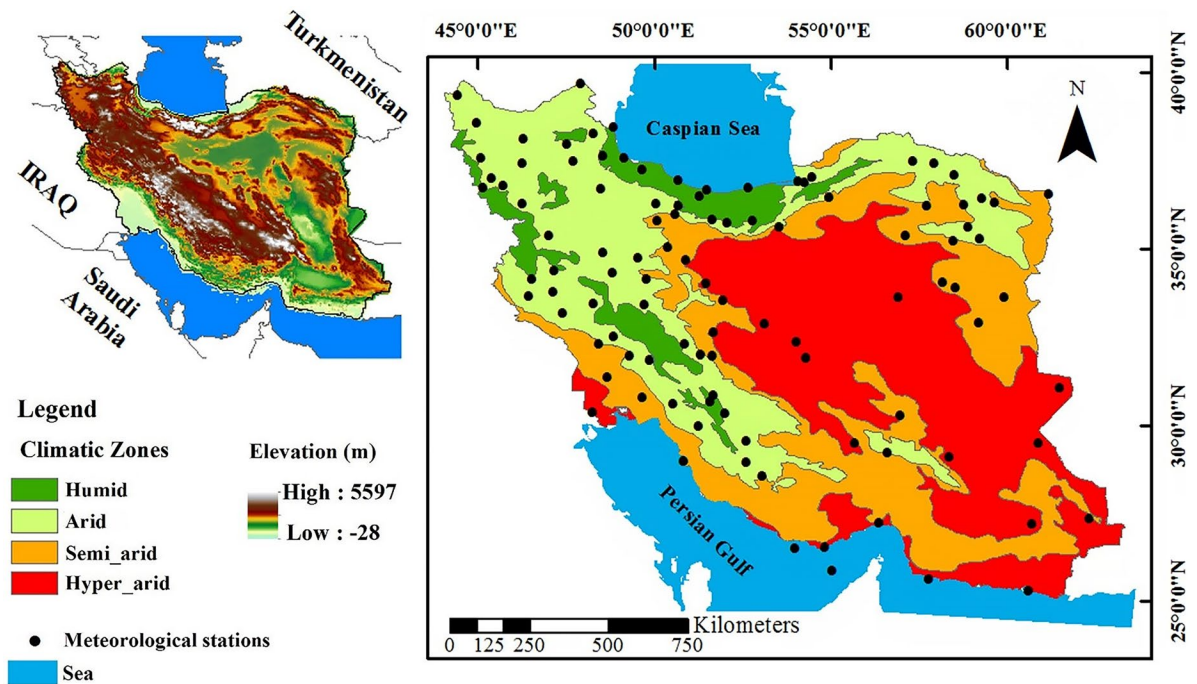 Turkmenistan
IRAQ
Saudi
Arabia
Legend
Climatic Zones
Humid
Arid
Semi_arid
Hyper_arid
Meteorological stations
Sea
Elevation (m)
High : 5597
Low : -28
45°0'0"E 50°0'0"E 55°0'0"E 60°0'0"E
40°0'0"N
35°0'0"N
30°0'0"N
25°0'0"N
N
Caspian Sea
Persian Gulf
Kilometers
0 125 250 500 750